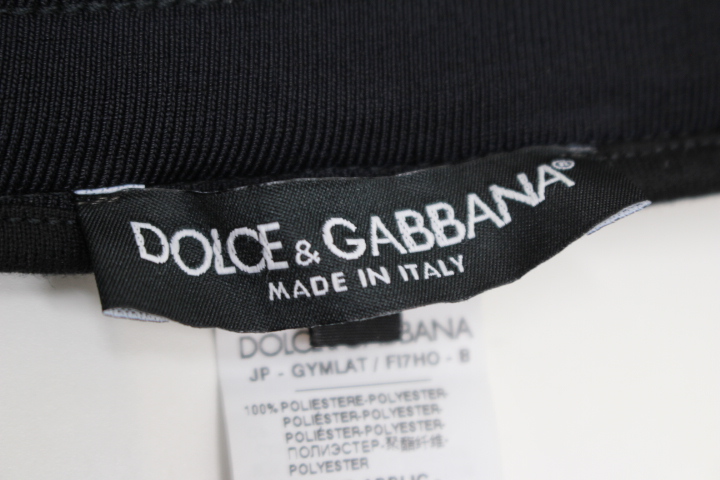 DOLCE & GABBANA®
MADE IN ITALY
DOLCE & GABBANA
JP - GYMLAT / FI7HO - B
100% POLIESTERE-POLYESTER
POLIÉSTER-POLYESTER
POLIÉSTER-POLYESTER
ПОЛИЭСТЕР-聚酯纤维-
POLYESTER